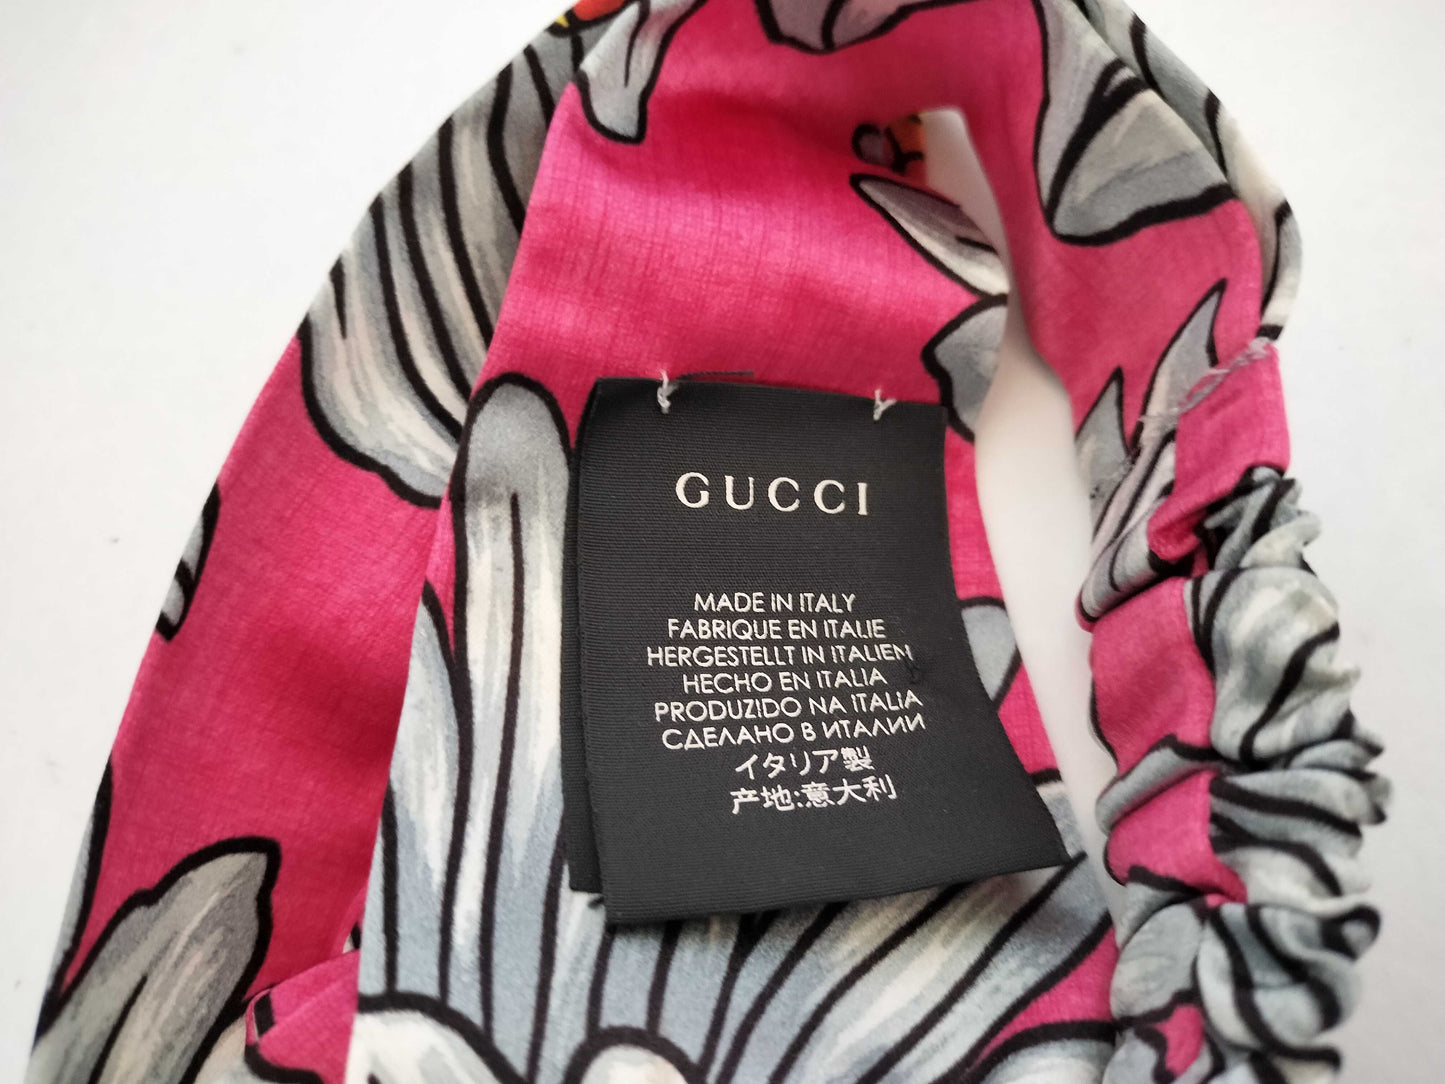 GUCCI
MADE IN ITALY
FABRIQUE EN ITALIE
HERGESTELLT IN ITALIEN
HECHO EN ITALIA
PRODUZIDO NA ITALIA
СДЕЛАНО В ИТАЛИИ
イタリア製
产地:意大利